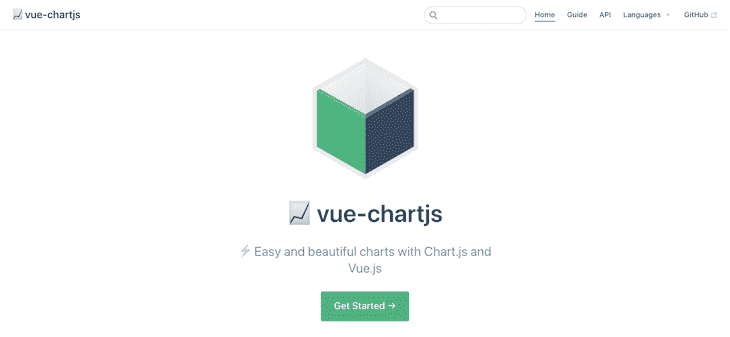 vue-chartjs Home Guide API Languages GitHub
vue-chartjs
⚡ Easy and beautiful charts with Chart.js and
Vue.js
Get Started →